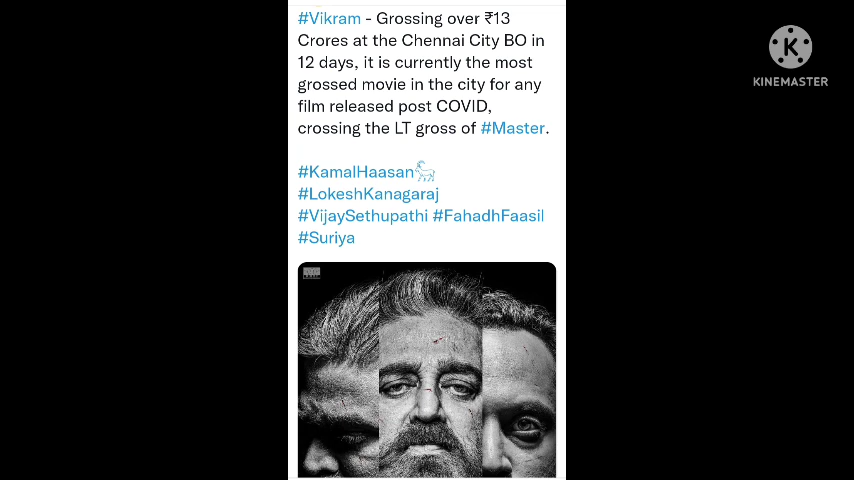 #Vikram - Grossing over ₹13
Crores at the Chennai City BO in
12 days, it is currently the most
grossed movie in the city for any
film released post COVID,
crossing the LT gross of #Master.
#KamalHaasan🐐
#LokeshKanagaraj
#VijaySethupathi #FahadhFaasil
#Suriya
K
KINEMASTER